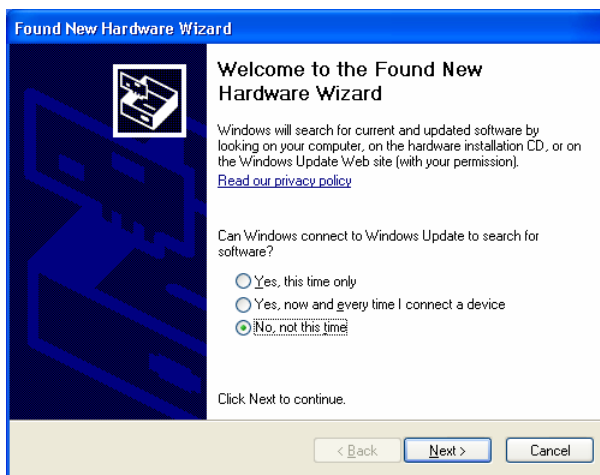 Found New Hardware Wizard
Welcome to the Found New
Hardware Wizard
Windows will search for current and updated software by
looking on your computer, on the hardware installation CD, or on
the Windows Update Web site (with your permission).
Read our privacy policy
Can Windows connect to Windows Update to search for
software?
Yes, this time only
Yes, now and every time I connect a device
No, not this time
Click Next to continue.
< Back
Next >
Cancel